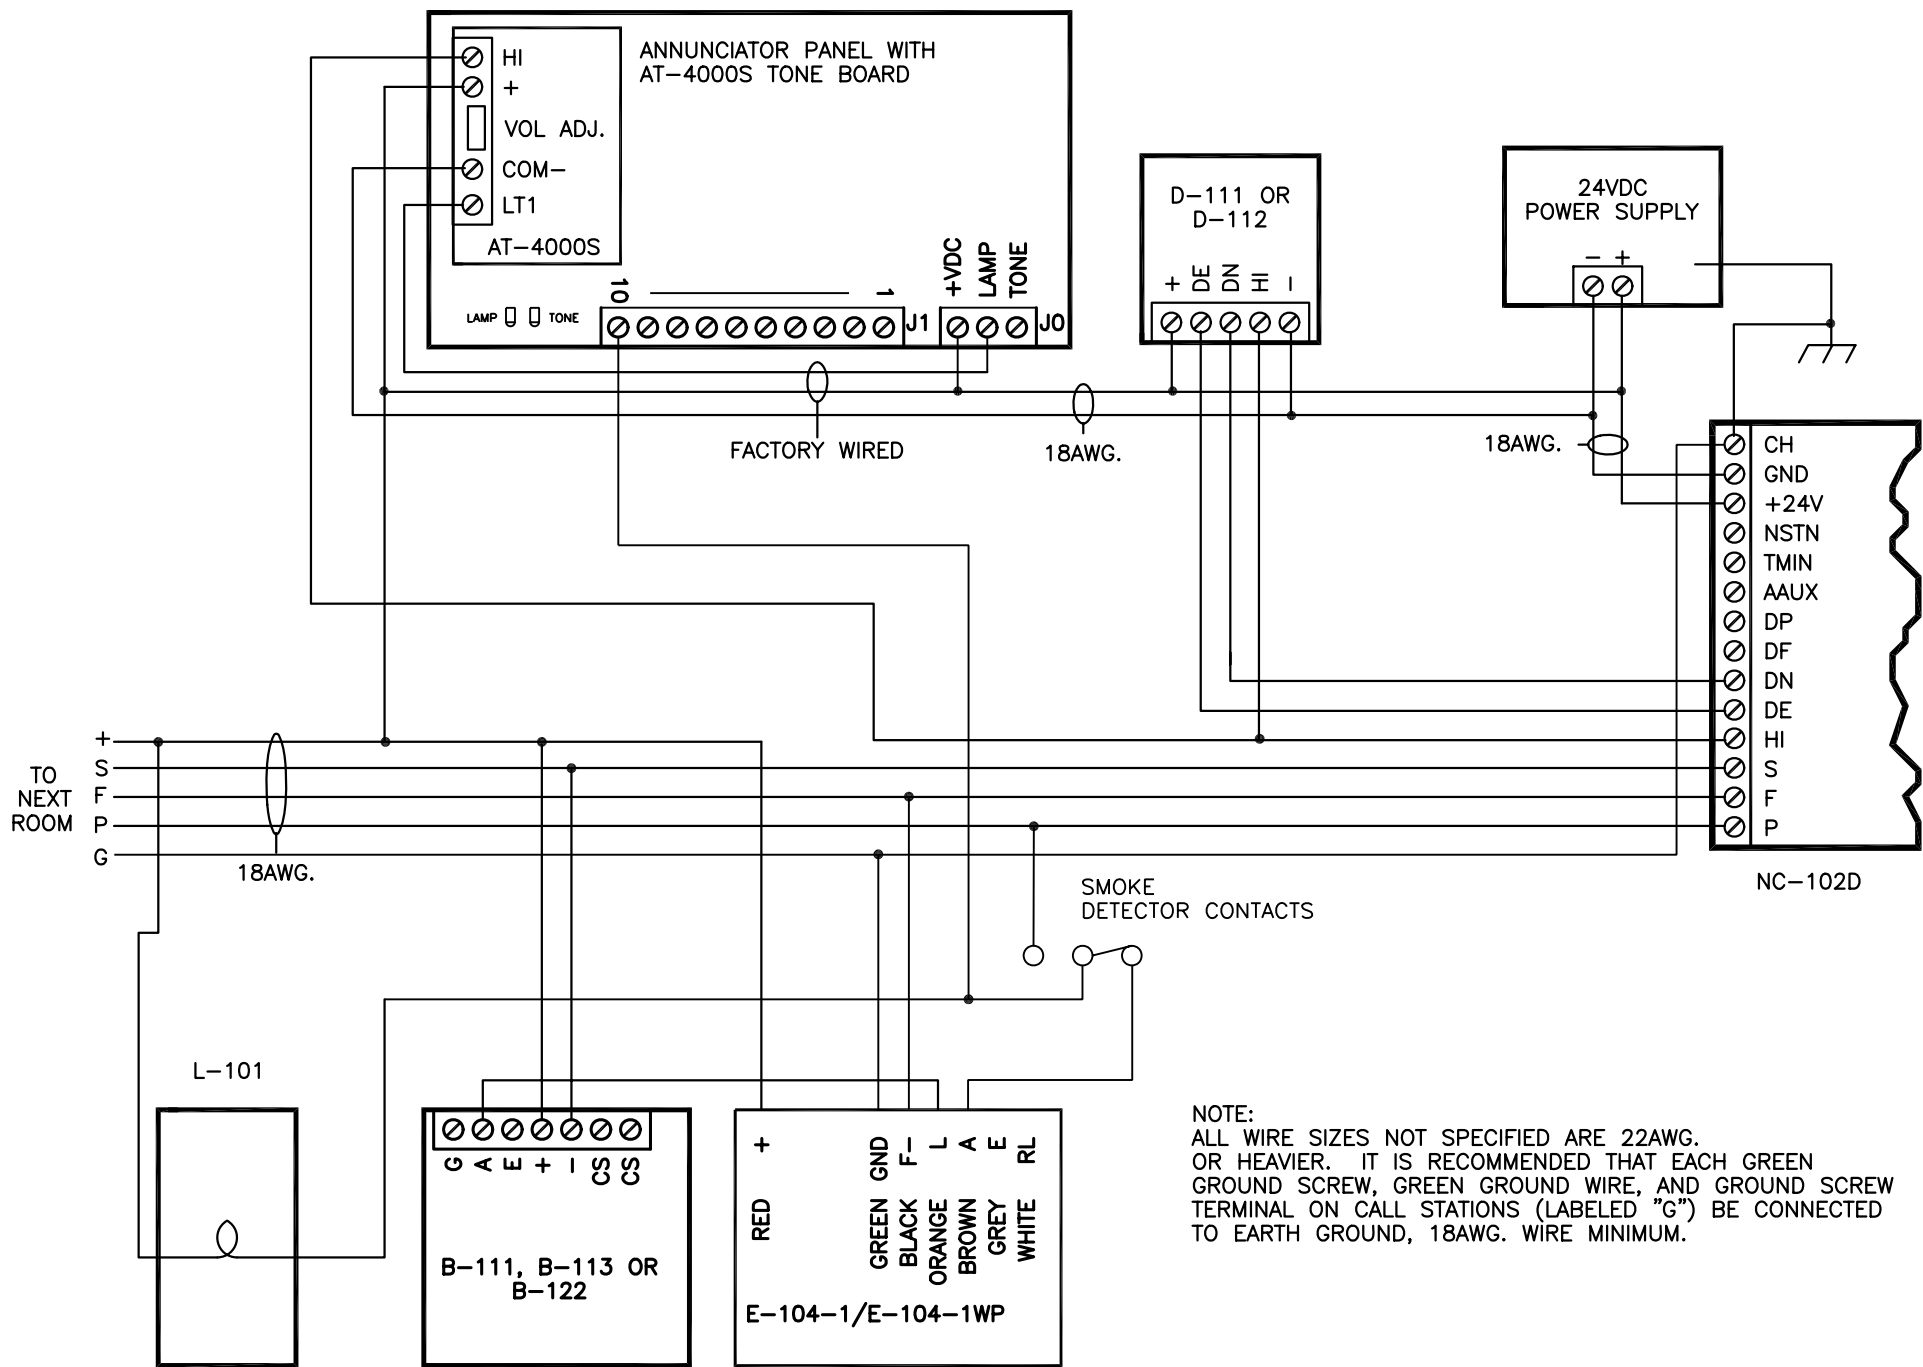 ANNUNCIATOR PANEL WITH
AT-4000S TONE BOARD
HI
+
VOL ADJ.
COM-
LT1
AT-4000S
LAMP TONE
10 1
J1
+VDC
LAMP
TONE
J0
D-111 OR
D-112
+
DE
DN
HI
-
24VDC
POWER SUPPLY
- +
FACTORY WIRED
18AWG.
18AWG.
CH
GND
+24V
NSTN
TMIN
AAUX
DP
DF
DN
DE
HI
S
F
P
NC-102D
TO
NEXT
ROOM
+
S
F
P
G
18AWG.
SMOKE
DETECTOR CONTACTS
L-101
G
A
E
+
-
CS
CS
B-111, B-113 OR
B-122
RED +
GREEN GND
BLACK F-
ORANGE L
BROWN A
GREY E
WHITE RL
E-104-1/E-104-1WP
NOTE:
ALL WIRE SIZES NOT SPECIFIED ARE 22AWG.
OR HEAVIER. IT IS RECOMMENDED THAT EACH GREEN
GROUND SCREW, GREEN GROUND WIRE, AND GROUND SCREW
TERMINAL ON CALL STATIONS (LABELED "G") BE CONNECTED
TO EARTH GROUND, 18AWG. WIRE MINIMUM.